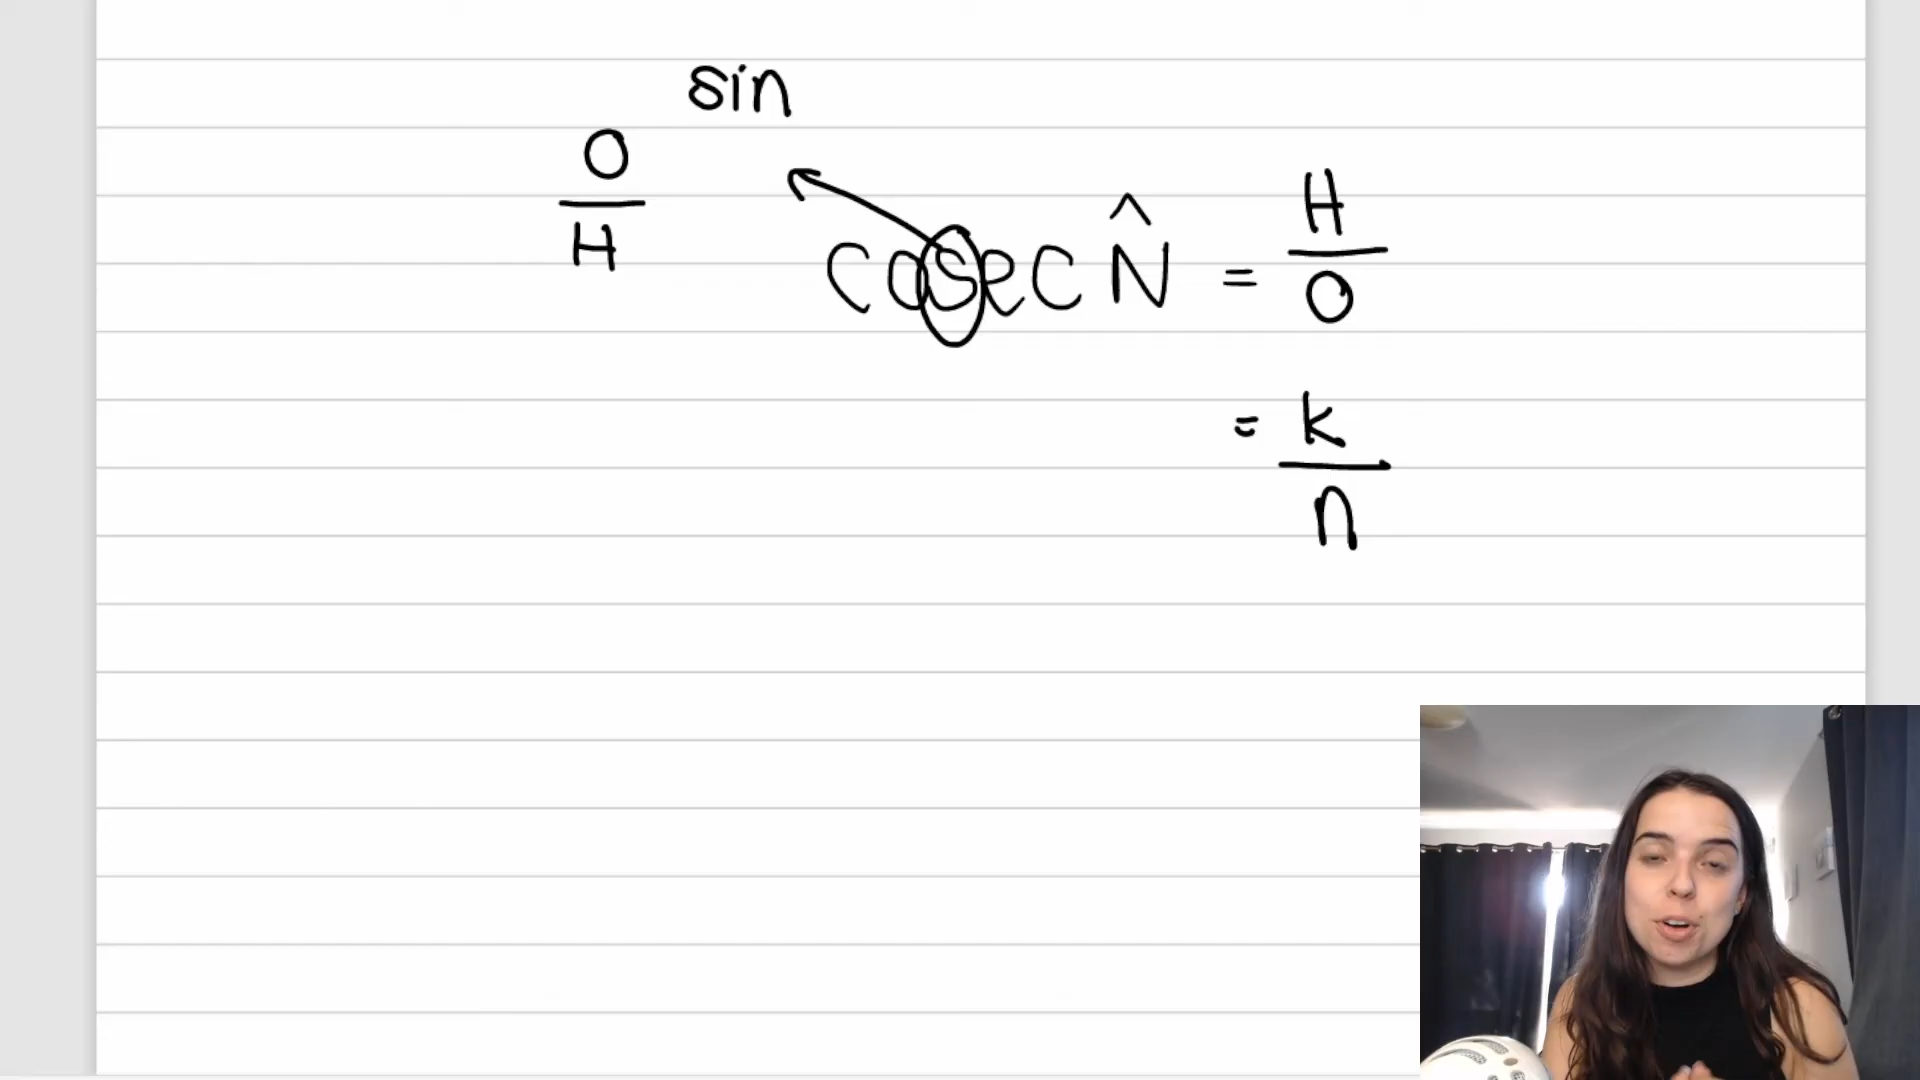 sin
O
H
cosec N̂ = H
O
= k
n